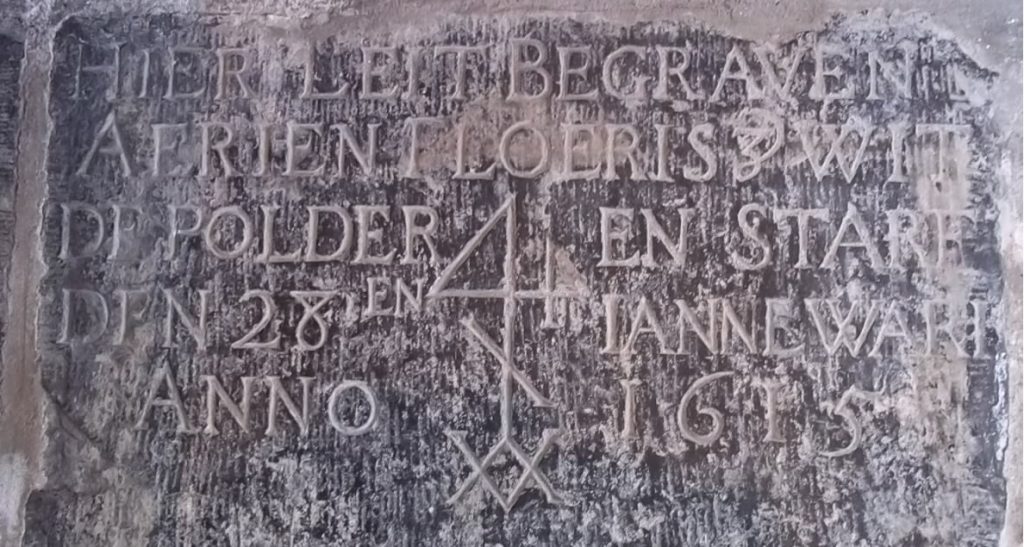 HIER LEIT BEGRAVEN
AERIEN FLOERIS WIT
DE POLDER EN STARF
DEN 28EN IANNEWARI
ANNO 1615